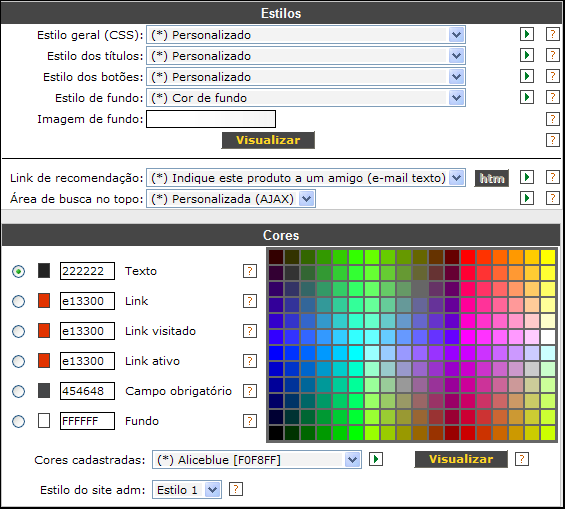 Estilos
Estilo geral (CSS): (*) Personalizado ?
Estilo dos títulos: (*) Personalizado ?
Estilo dos botões: (*) Personalizado ?
Estilo de fundo: (*) Cor de fundo ?
Imagem de fundo: ?
Visualizar ?
Link de recomendação: (*) Indique este produto a um amigo (e-mail texto) htm ?
Área de busca no topo: (*) Personalizada (AJAX) ?
Cores
222222 Texto ?
e13300 Link ?
e13300 Link visitado ?
e13300 Link ativo ?
454648 Campo obrigatório ?
FFFFFF Fundo ?
Cores cadastradas: (*) Aliceblue [F0F8FF] Visualizar ?
Estilo do site adm: Estilo 1 ?